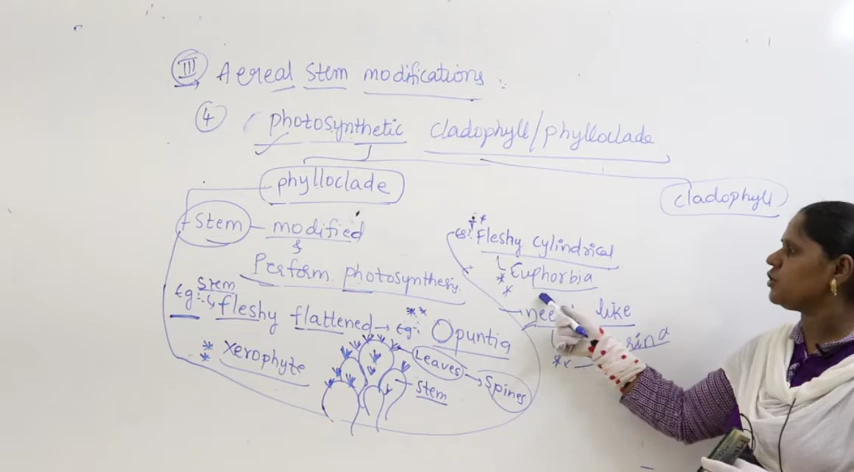 III Aereal Stem modifications:
4 photosynthetic cladophyll/phylloclade
phylloclade
cladophyll
Stem - modified
&
Perform photosynthesis
Eg: Stem
fleshy flattened → Eg: Opuntia
** xerophyte
Leaves → Spines
Stem
Eg: Fleshy cylindrical
Euphorbia
like